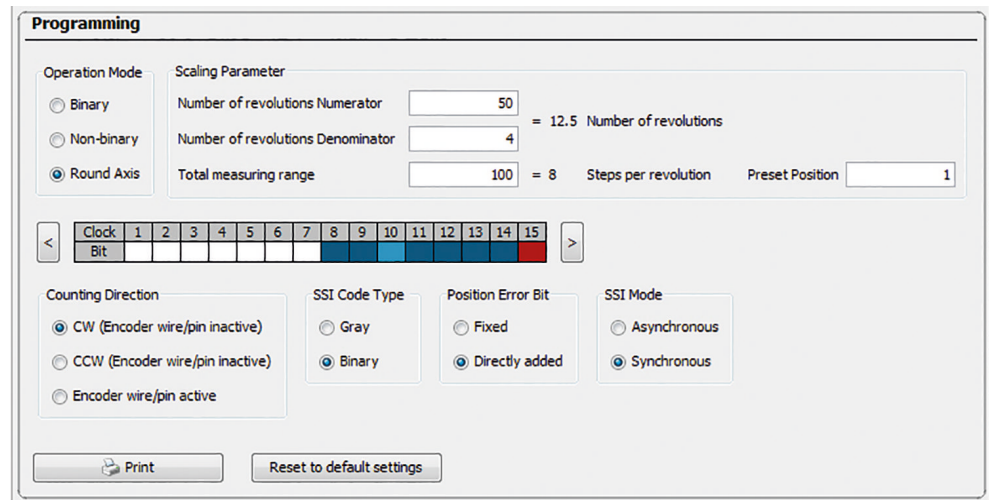 Programming
Operation Mode
Binary
Non-binary
Round Axis
Scaling Parameter
Number of revolutions Numerator 50
= 12.5 Number of revolutions
Number of revolutions Denominator 4
Total measuring range 100 = 8 Steps per revolution Preset Position 1
< Clock 1 2 3 4 5 6 7 8 9 10 11 12 13 14 15 >
Bit
Counting Direction
CW (Encoder wire/pin inactive)
CCW (Encoder wire/pin inactive)
Encoder wire/pin active
SSI Code Type
Gray
Binary
Position Error Bit
Fixed
Directly added
SSI Mode
Asynchronous
Synchronous
Print Reset to default settings